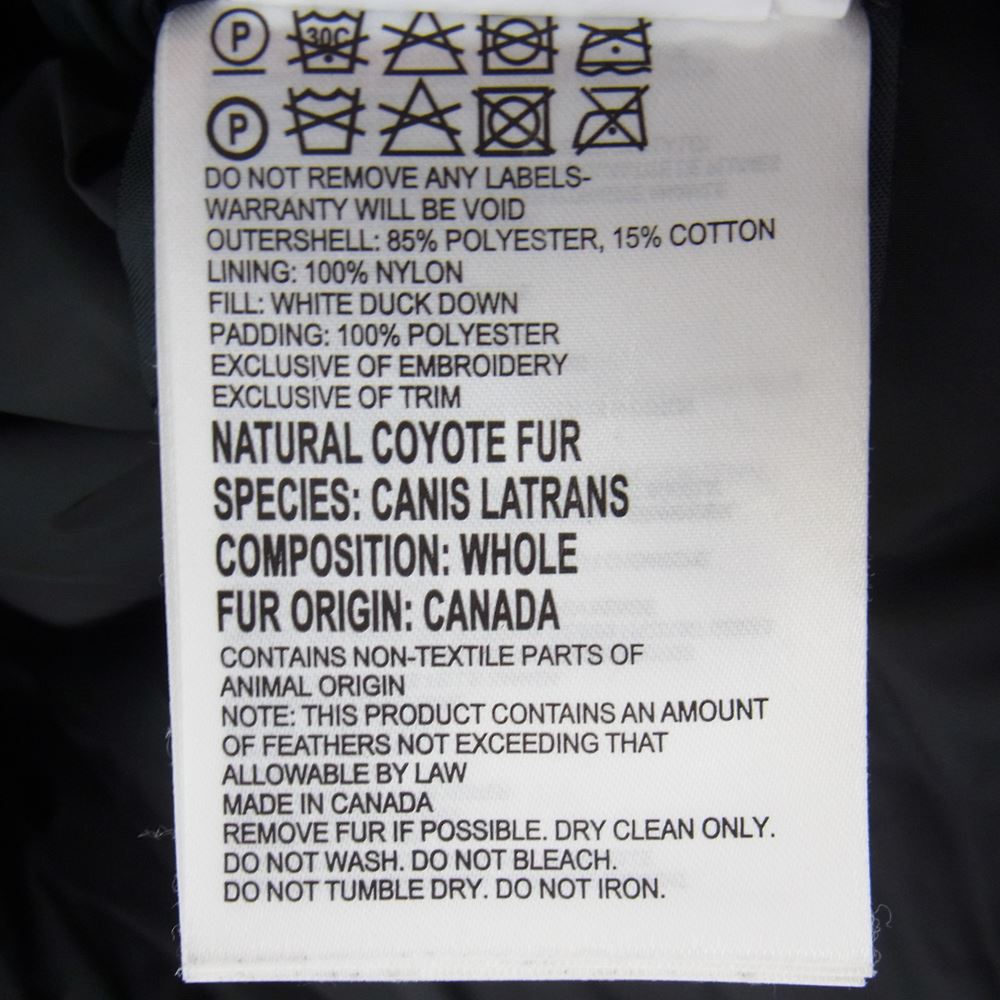 P 30C
P
DO NOT REMOVE ANY LABELS-
WARRANTY WILL BE VOID
OUTERSHELL: 85% POLYESTER, 15% COTTON
LINING: 100% NYLON
FILL: WHITE DUCK DOWN
PADDING: 100% POLYESTER
EXCLUSIVE OF EMBROIDERY
EXCLUSIVE OF TRIM
NATURAL COYOTE FUR
SPECIES: CANIS LATRANS
COMPOSITION: WHOLE
FUR ORIGIN: CANADA
CONTAINS NON-TEXTILE PARTS OF
ANIMAL ORIGIN
NOTE: THIS PRODUCT CONTAINS AN AMOUNT
OF FEATHERS NOT EXCEEDING THAT
ALLOWABLE BY LAW
MADE IN CANADA
REMOVE FUR IF POSSIBLE. DRY CLEAN ONLY.
DO NOT WASH. DO NOT BLEACH.
DO NOT TUMBLE DRY. DO NOT IRON.